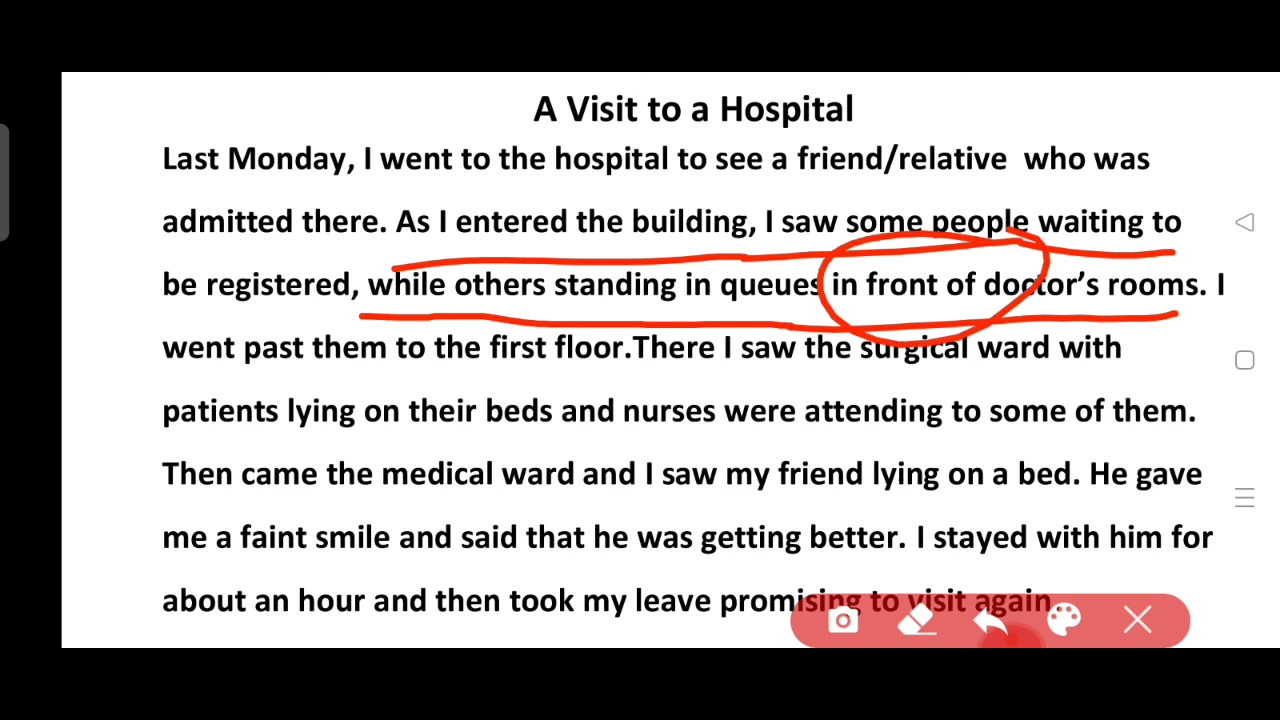 A Visit to a Hospital
Last Monday, I went to the hospital to see a friend/relative who was
admitted there. As I entered the building, I saw some people waiting to
be registered, while others standing in queues in front of doctor’s rooms. I
went past them to the first floor.There I saw the surgical ward with
patients lying on their beds and nurses were attending to some of them.
Then came the medical ward and I saw my friend lying on a bed. He gave
me a faint smile and said that he was getting better. I stayed with him for
about an hour and then took my leave promising to visit again.